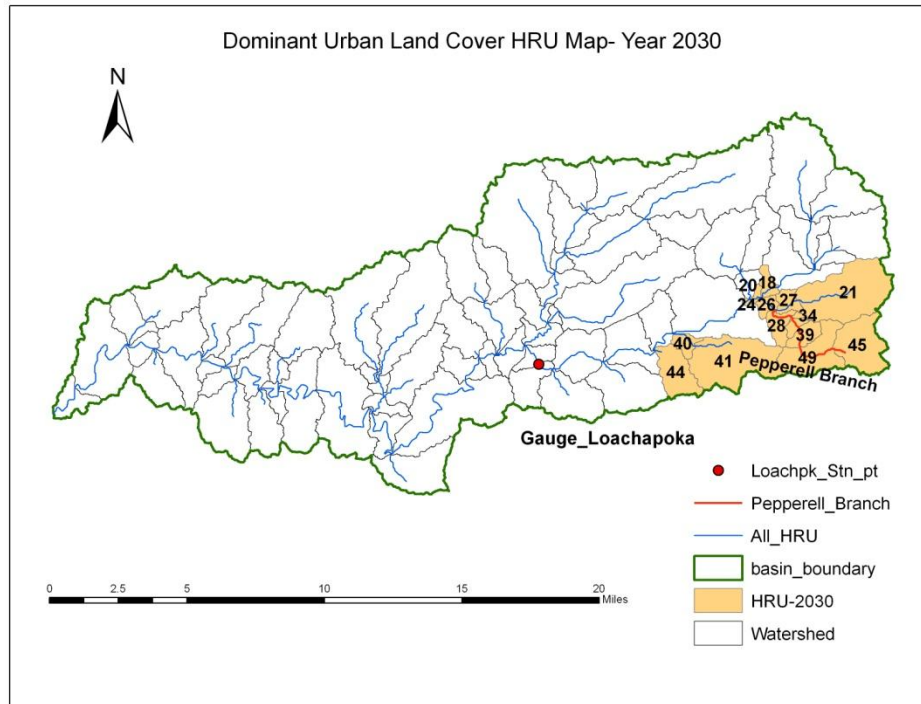 Dominant Urban Land Cover HRU Map- Year 2030
N
20 18
24 26 27 21
28 34
39
40 45
44 41 49
Pepperell Branch
Gauge_Loachapoka
Loachpk_Stn_pt
Pepperell_Branch
All_HRU
basin_boundary
HRU-2030
Watershed
0 2.5 5 10 15 20
Miles